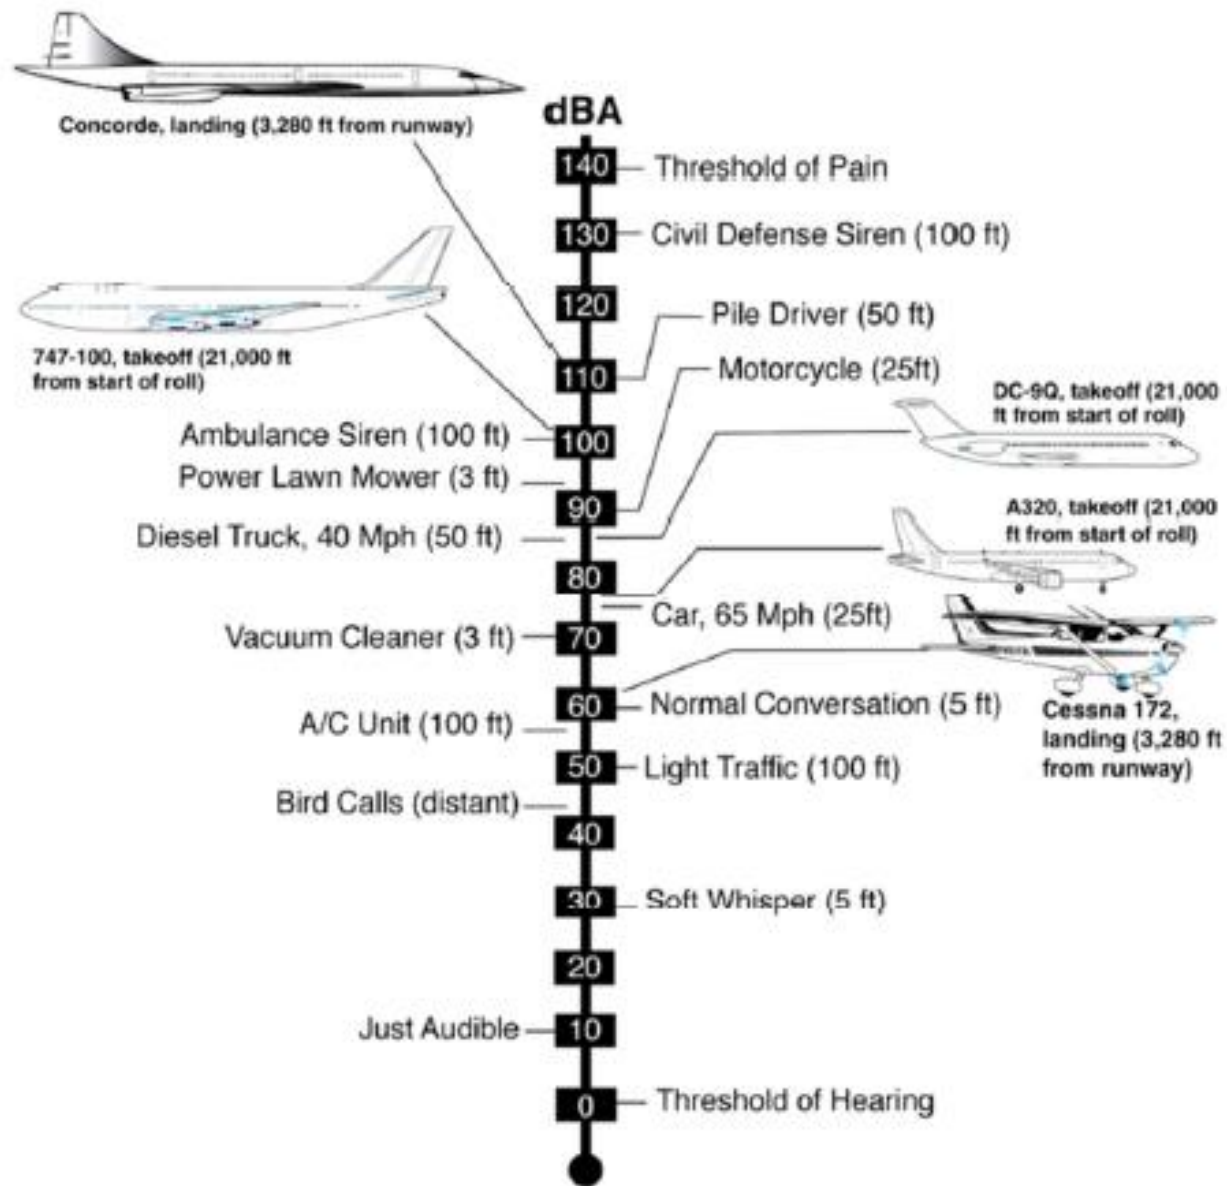 dBA
Concorde, landing (3,280 ft from runway)
140
Threshold of Pain
130
Civil Defense Siren (100 ft)
120
Pile Driver (50 ft)
747-100, takeoff (21,000 ft
from start of roll)
110
Motorcycle (25ft)
DC-9Q, takeoff (21,000
ft from start of roll)
Ambulance Siren (100 ft)
100
Power Lawn Mower (3 ft)
90
A320, takeoff (21,000
ft from start of roll)
Diesel Truck, 40 Mph (50 ft)
80
Car, 65 Mph (25ft)
Vacuum Cleaner (3 ft)
70
60
Normal Conversation (5 ft)
Cessna 172,
landing (3,280 ft
from runway)
A/C Unit (100 ft)
50
Light Traffic (100 ft)
Bird Calls (distant)
40
30
Soft Whisper (5 ft)
20
Just Audible
10
0
Threshold of Hearing